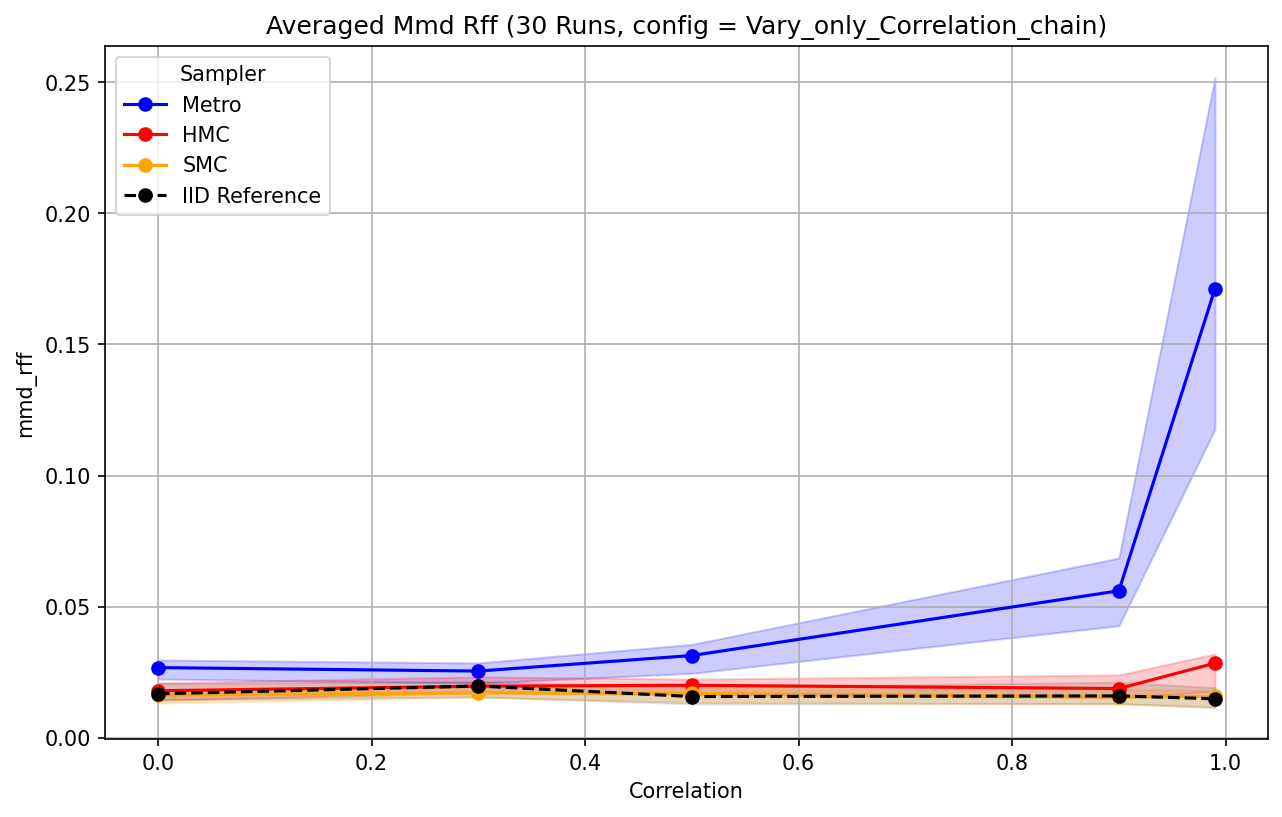 Averaged Mmd Rff (30 Runs, config = Vary_only_Correlation_chain)
Sampler
Metro
HMC
SMC
IID Reference
mmd_rff
0.25
0.20
0.15
0.10
0.05
0.00
0.0 0.2 0.4 0.6 0.8 1.0
Correlation